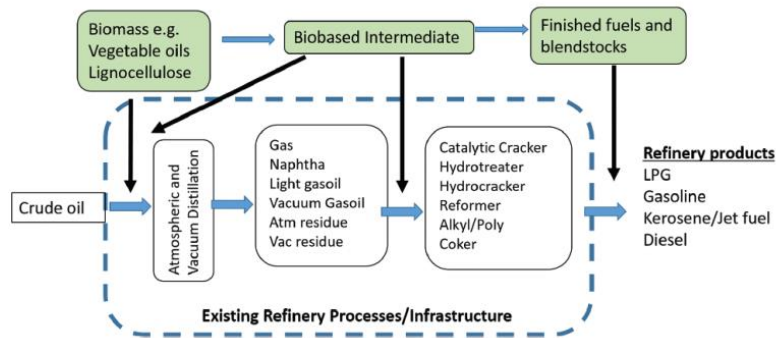 Biomass e.g.
Vegetable oils
Lignocellulose
Biobased Intermediate
Finished fuels and
blendstocks
Crude oil
Atmospheric and
Vacuum Distillation
Gas
Naphtha
Light gasoil
Vacuum Gasoil
Atm residue
Vac residue
Catalytic Cracker
Hydrotreater
Hydrocracker
Reformer
Alkyl/Poly
Coker
Refinery products
LPG
Gasoline
Kerosene/Jet fuel
Diesel
Existing Refinery Processes/Infrastructure